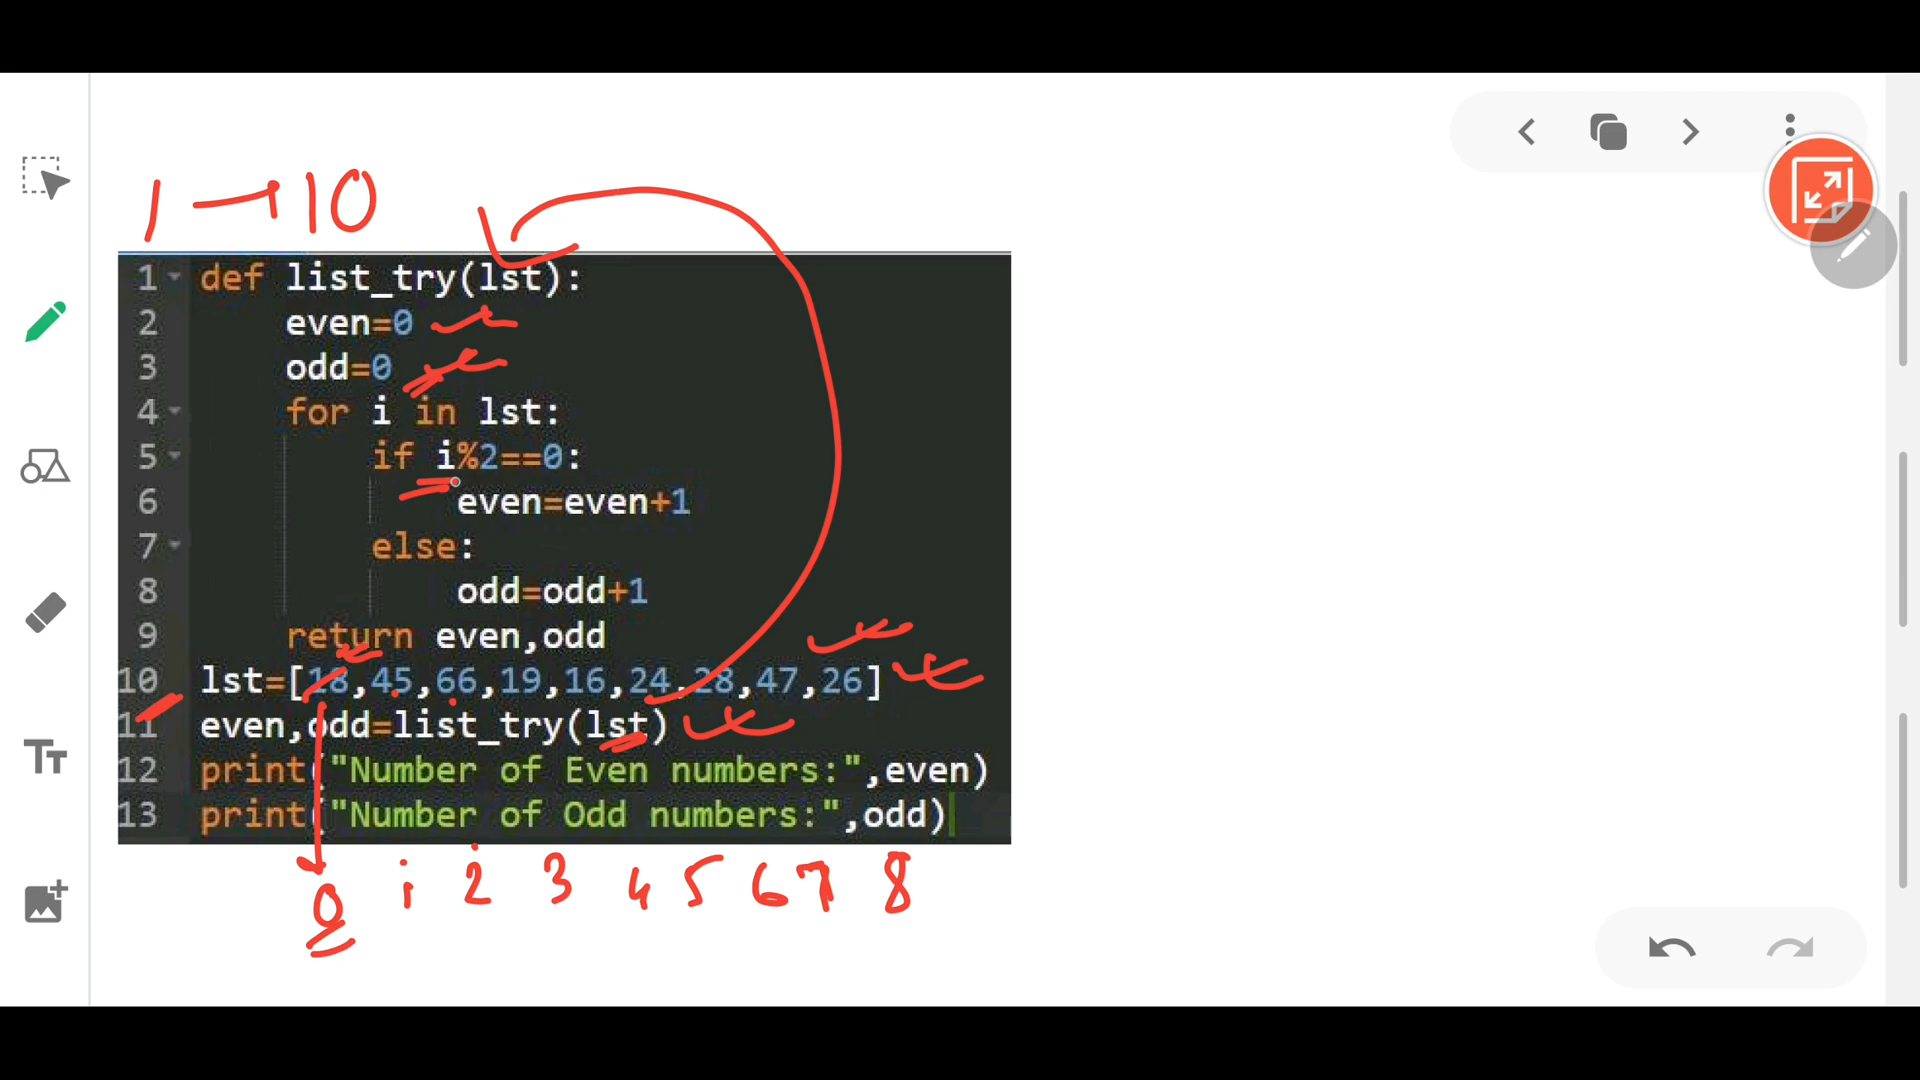 1 → 10
1 def list_try(lst):
2 even=0
3 odd=0
4 for i in lst:
5 if i%2==0:
6 even=even+1
7 else:
8 odd=odd+1
9 return even,odd
10 lst=[18,45,66,19,16,24,28,47,26]
11 even,odd=list_try(lst)
12 print("Number of Even numbers:",even)
13 print("Number of Odd numbers:",odd)
0 i 2 3 4 5 6 7 8
Tт